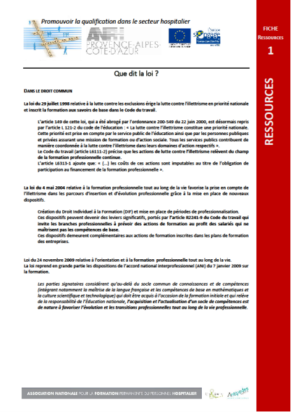 Promouvoir la qualification dans le secteur hospitalier
FICHE
RESSOURCES
1
RESSOURCES
PROVENCE-ALPES
CÔTE-D'AZUR
Que dit la loi ?
DANS LE DROIT COMMUN
La loi du 29 juillet 1998 relative à la lutte contre les exclusions érige la lutte contre l'illettrisme en priorité nationale
et inscrit la formation aux savoirs de base dans le Code du travail.
L'article 149 de cette loi, qui a été abrogé par l'ordonnance 2000-549 du 22 juin 2000, est désormais repris
par l'article L 121-2 du code de l'éducation : « La lutte contre l'illettrisme constitue une priorité nationale.
Cette priorité est prise en compte par le service public de l'éducation ainsi que par les personnes publiques
et privées assurant une mission de formation ou d'action sociale. Tous les services publics contribuent de
manière coordonnée à la lutte contre l'illettrisme dans leurs domaines d'action respectifs ».
Le Code du travail (article L6111-2) précise que les actions de lutte contre l'illettrisme relèvent du champ
de la formation professionnelle continue.
L'article L6313-1 ajoute que : « [...] les coûts de ces actions sont imputables au titre de l'obligation de
participation au financement de la formation professionnelle ».
La loi du 4 mai 2004 relative à la formation professionnelle tout au long de la vie favorise la prise en compte de
l'illettrisme dans les parcours d'insertion et d'évolution professionnelle grâce à la mise en place de nouveaux
dispositifs.
Création du Droit Individuel à la Formation (DIF) et mise en place de périodes de professionnalisation.
Ces dispositifs peuvent devenir des leviers significatifs, portés par l'article D2241-9 du Code du travail qui
invite les branches professionnelles à prévoir des actions de formation au profit des salariés qui ne
maîtrisent pas les compétences de base.
Ces dispositifs demeurent complémentaires aux actions de formation inscrites dans les plans de formation
des entreprises.
La loi du 24 novembre 2009 relative à l'orientation et à la formation professionnelle tout au long de la vie.
La loi reprend en grande partie les dispositions de l'accord national interprofessionnel (ANI) du 7 janvier 2009 sur
la formation.
Les parties signataires considèrent qu'au-delà du socle commun de connaissances et de compétences
(intégrant notamment la maîtrise de la langue française et les compétences de base en mathématiques et
la culture scientifique et technologique) qui doit être acquis à l'occasion de la formation initiale et qui relève
de la responsabilité de l'Éducation nationale, l'acquisition et l'actualisation d'un socle de compétences est
de nature à favoriser l'évolution et les transitions professionnelles tout au long de la vie professionnelle.
ASSOCIATION NATIONALE POUR LA FORMATION PERMANENTE DU PERSONNEL HOSPITALIER